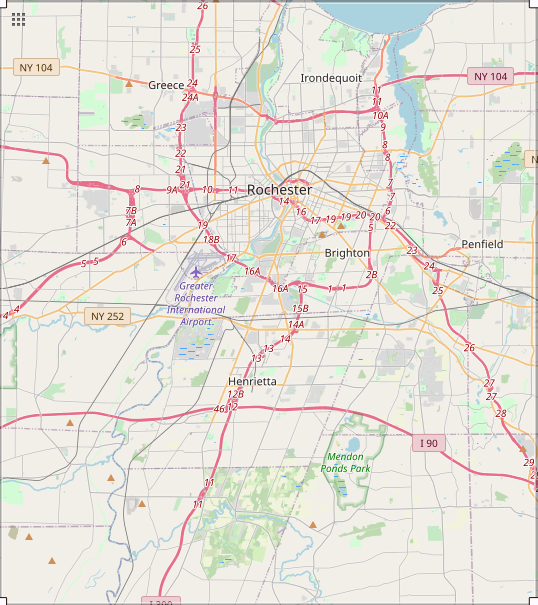 26
25
NY 104
Irondequoit
NY 104
Greece
24
24A
11
11
10A
23
9
8
22
8
21
21
8
9A
10
11
Rochester
7
14
7B
16
6
7A
17
19
19
20
20
19
5
22
6
18B
Penfield
23
Brighton
17
24
5
5
16A
2B
25
Greater
Rochester
International
Airport
16A
15
1
1
4
4
15B
NY 252
14A
14
26
13
13
Henrietta
27
12B
27
46
12
28
I 90
Mendon
Ponds Park
29
11
11